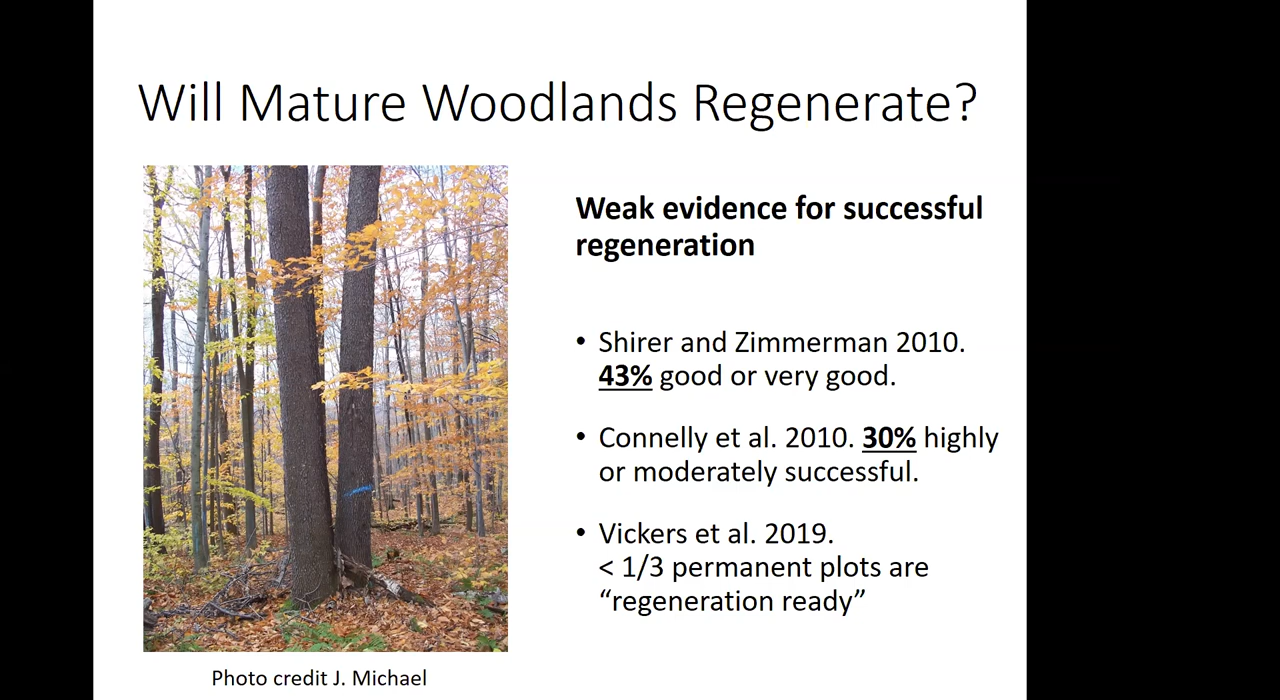 Will Mature Woodlands Regenerate?
Weak evidence for successful
regeneration
• Shirer and Zimmerman 2010.
43% good or very good.
• Connelly et al. 2010. 30% highly
or moderately successful.
• Vickers et al. 2019.
< 1/3 permanent plots are
“regeneration ready”
Photo credit J. Michael